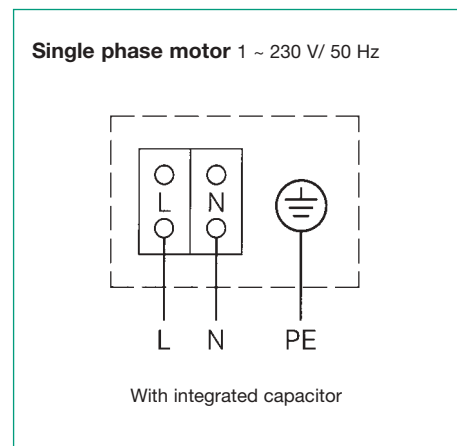 Single phase motor 1 ~ 230 V/ 50 Hz
L N
L N PE
With integrated capacitor